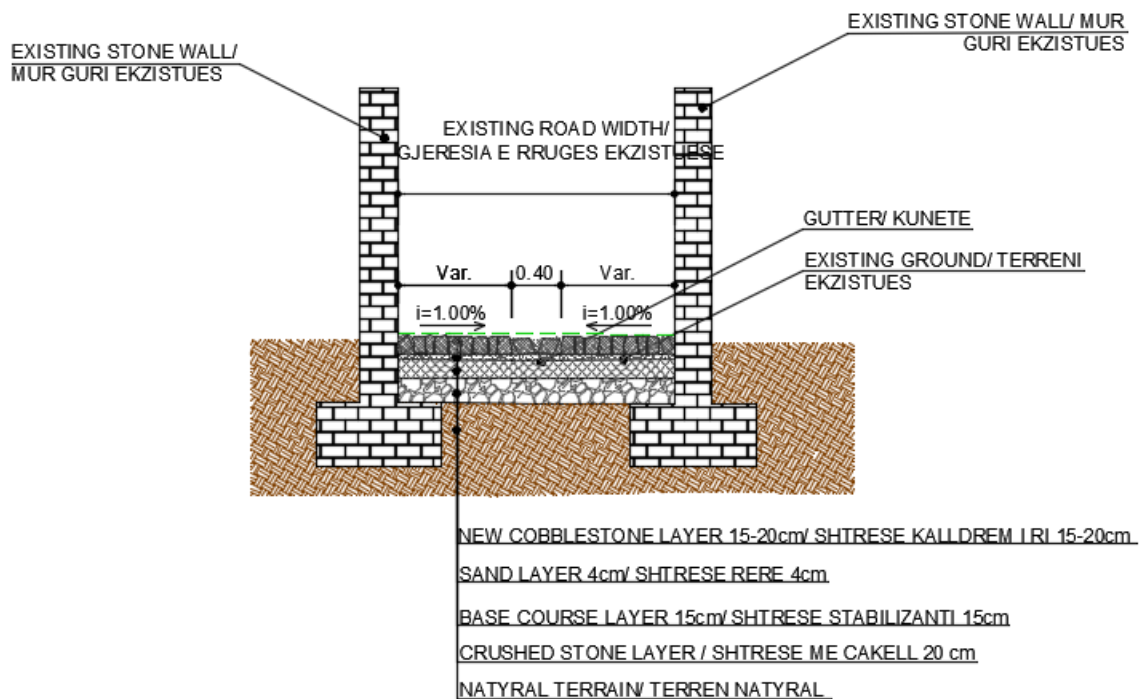 EXISTING STONE WALL/ MUR
GURI EKZISTUES
EXISTING STONE WALL/
MUR GURI EKZISTUES
EXISTING ROAD WIDTH/
GJERESIA E RRUGES EKZISTUESE
GUTTER/ KUNETE
EXISTING GROUND/ TERRENI
EKZISTUES
Var. 0.40 Var.
i=1.00% i=1.00%
NEW COBBLESTONE LAYER 15-20cm/ SHTRESE KALLDREM I RI 15-20cm
SAND LAYER 4cm/ SHTRESE RERE 4cm
BASE COURSE LAYER 15cm/ SHTRESE STABILIZANTI 15cm
CRUSHED STONE LAYER / SHTRESE ME CAKELL 20 cm
NATYRAL TERRAIN/ TERREN NATYRAL